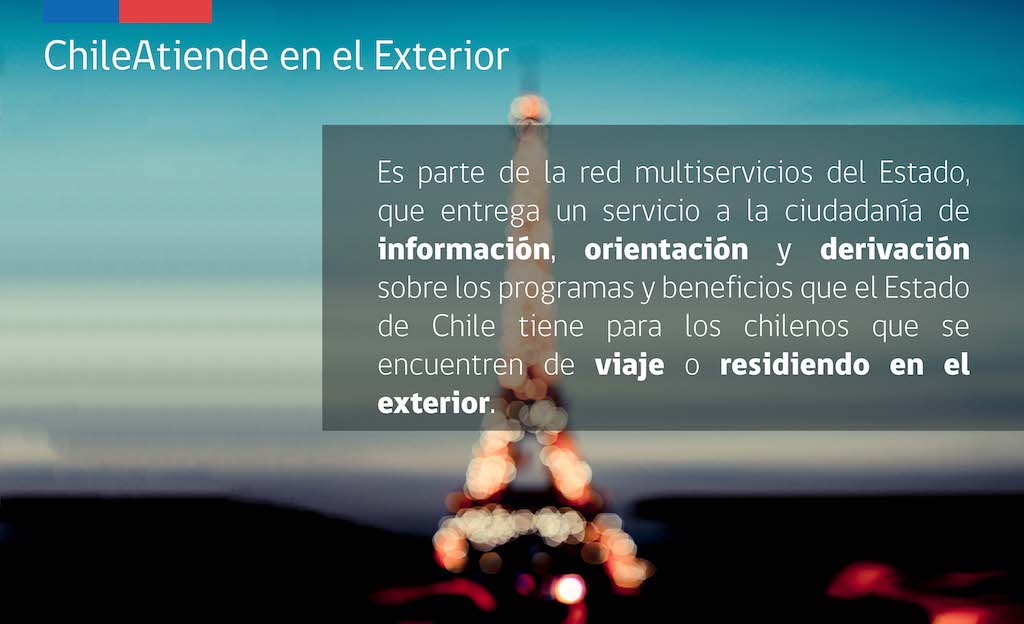 ChileAtiende en el Exterior
Es parte de la red multiservicios del Estado,
que entrega un servicio a la ciudadanía de
información, orientación y derivación
sobre los programas y beneficios que el Estado
de Chile tiene para los chilenos que se
encuentren de viaje o residiendo en el
exterior.